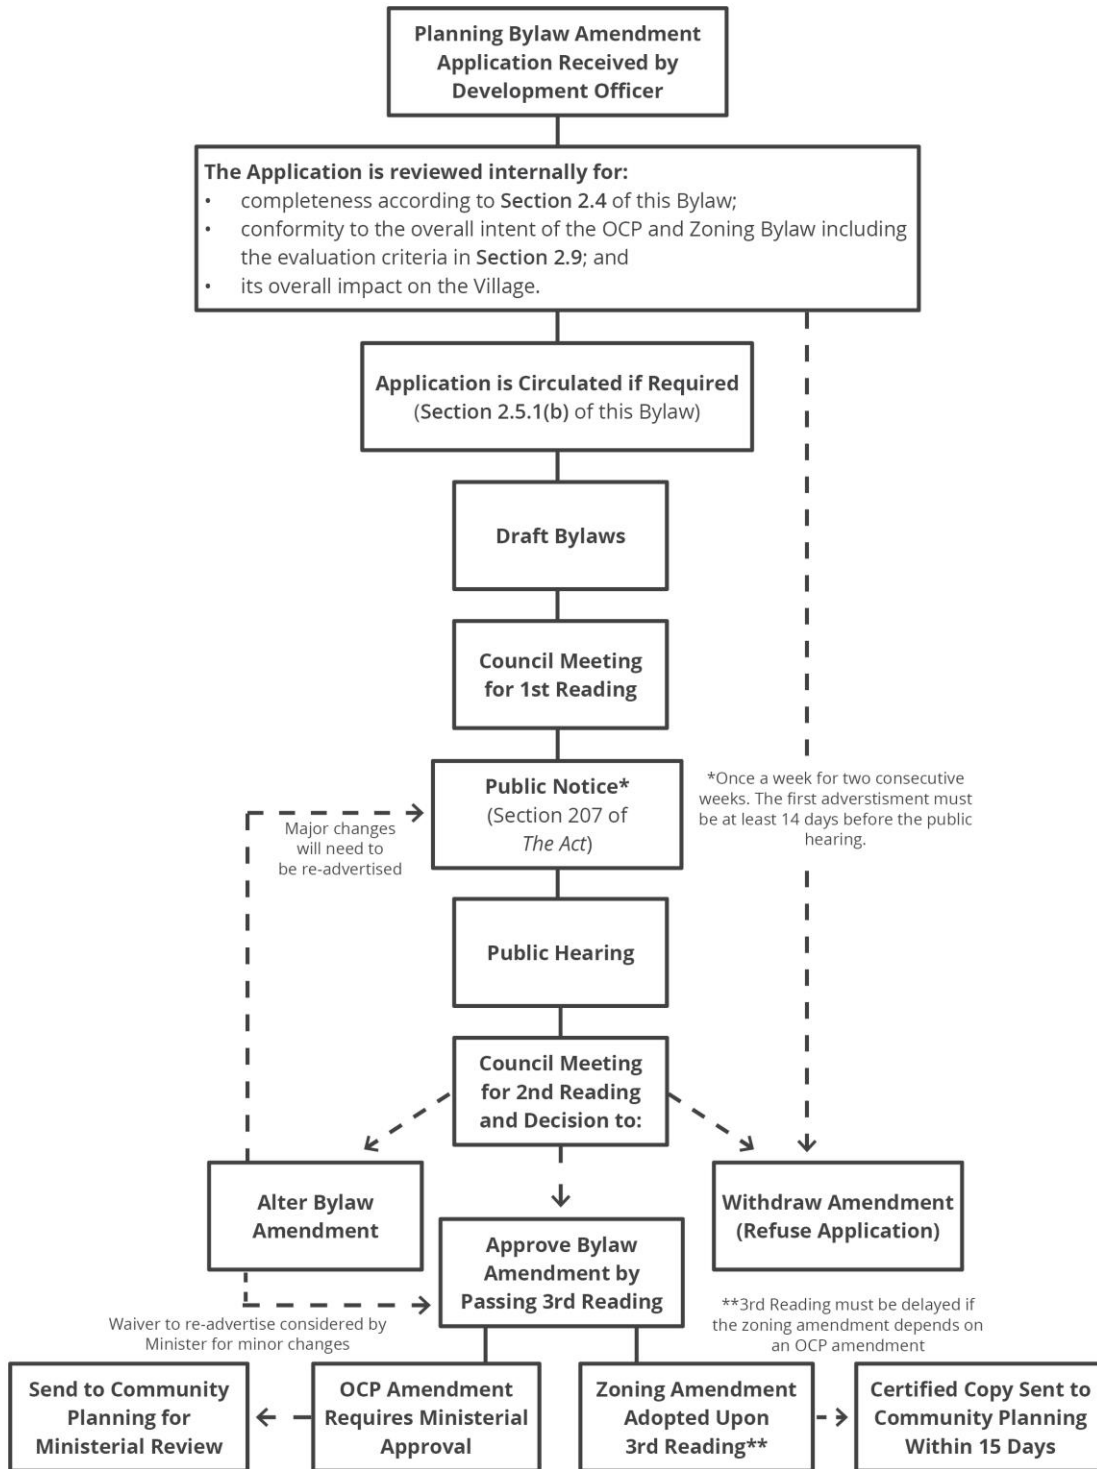 Planning Bylaw Amendment
Application Received by
Development Officer
The Application is reviewed internally for:
• completeness according to Section 2.4 of this Bylaw;
• conformity to the overall intent of the OCP and Zoning Bylaw including
the evaluation criteria in Section 2.9; and
• its overall impact on the Village.
Application is Circulated if Required
(Section 2.5.1(b) of this Bylaw)
Draft Bylaws
Council Meeting
for 1st Reading
Public Notice*
(Section 207 of
The Act)
*Once a week for two consecutive
weeks. The first adverstisment must
be at least 14 days before the public
hearing.
Major changes
will need to
be re-advertised
Public Hearing
Council Meeting
for 2nd Reading
and Decision to:
Alter Bylaw
Amendment
Approve Bylaw
Amendment by
Passing 3rd Reading
Withdraw Amendment
(Refuse Application)
Waiver to re-advertise considered by
Minister for minor changes
**3rd Reading must be delayed if
the zoning amendment depends on
an OCP amendment
Send to Community
Planning for
Ministerial Review
OCP Amendment
Requires Ministerial
Approval
Zoning Amendment
Adopted Upon
3rd Reading**
Certified Copy Sent to
Community Planning
Within 15 Days